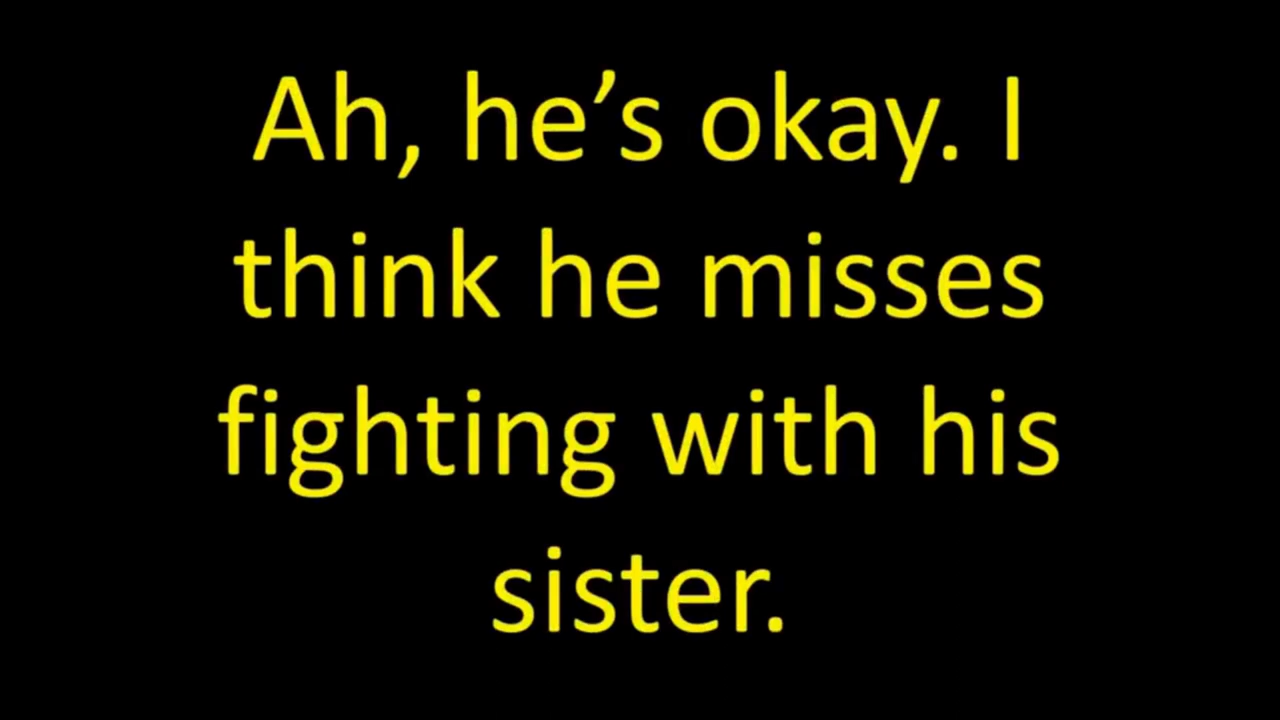 Ah, he’s okay. I
think he misses
fighting with his
sister.